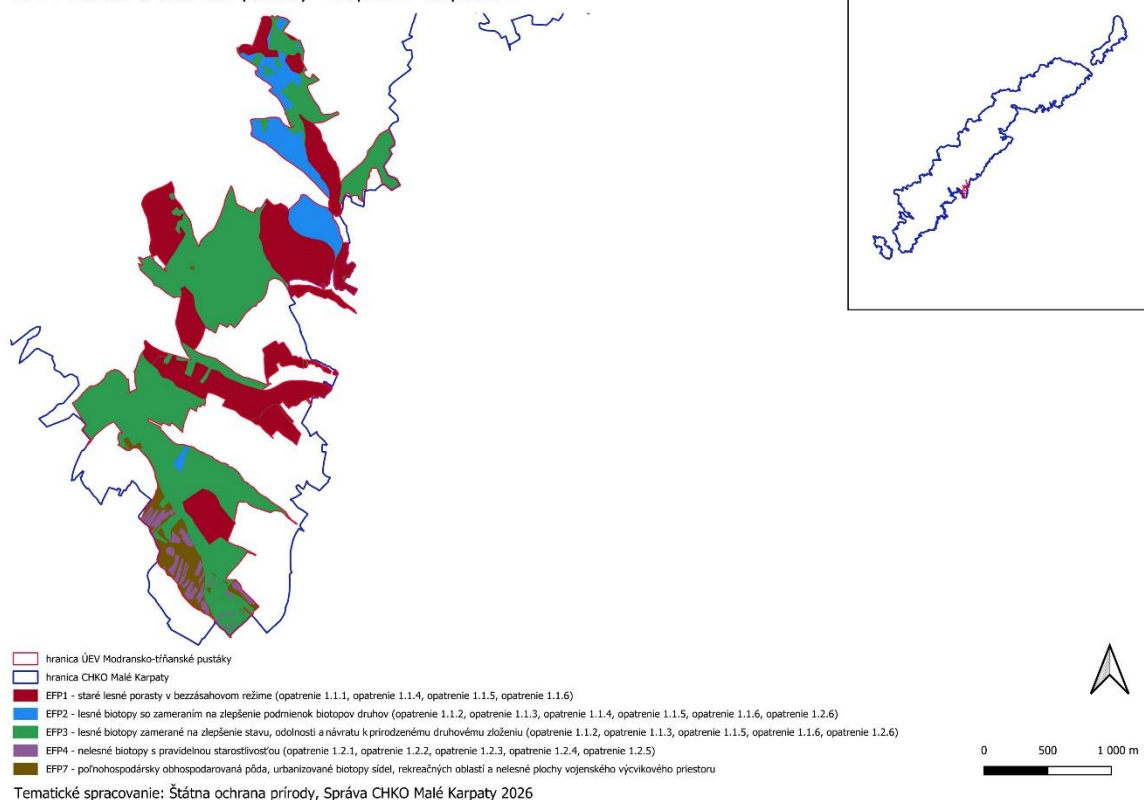 hranica ÚEV Modransko-tŕňanské pustáky
hranica CHKO Malé Karpaty
EFP1 - staré lesné porasty v bezzásahovom režime (opatrenie 1.1.1, opatrenie 1.1.4, opatrenie 1.1.5, opatrenie 1.1.6)
EFP2 - lesné biotopy so zameraním na zlepšenie podmienok biotopov druhov (opatrenie 1.1.2, opatrenie 1.1.3, opatrenie 1.1.4, opatrenie 1.1.5, opatrenie 1.1.6, opatrenie 1.2.6)
EFP3 - lesné biotopy zamerané na zlepšenie stavu, odolnosti a návratu k prirodzenému druhovému zloženiu (opatrenie 1.1.2, opatrenie 1.1.3, opatrenie 1.1.5, opatrenie 1.1.6, opatrenie 1.2.6)
EFP4 - nelesné biotopy s pravidelnou starostlivosťou (opatrenie 1.2.1, opatrenie 1.2.2, opatrenie 1.2.3, opatrenie 1.2.4, opatrenie 1.2.5)
EFP7 - poľnohospodársky obhospodarovaná pôda, urbanizované biotopy sídel, rekreačných oblastí a nelesné plochy vojenského výcvikového priestoru
0 500 1 000 m
Tematické spracovanie: Štátna ochrana prírody, Správa CHKO Malé Karpaty 2026